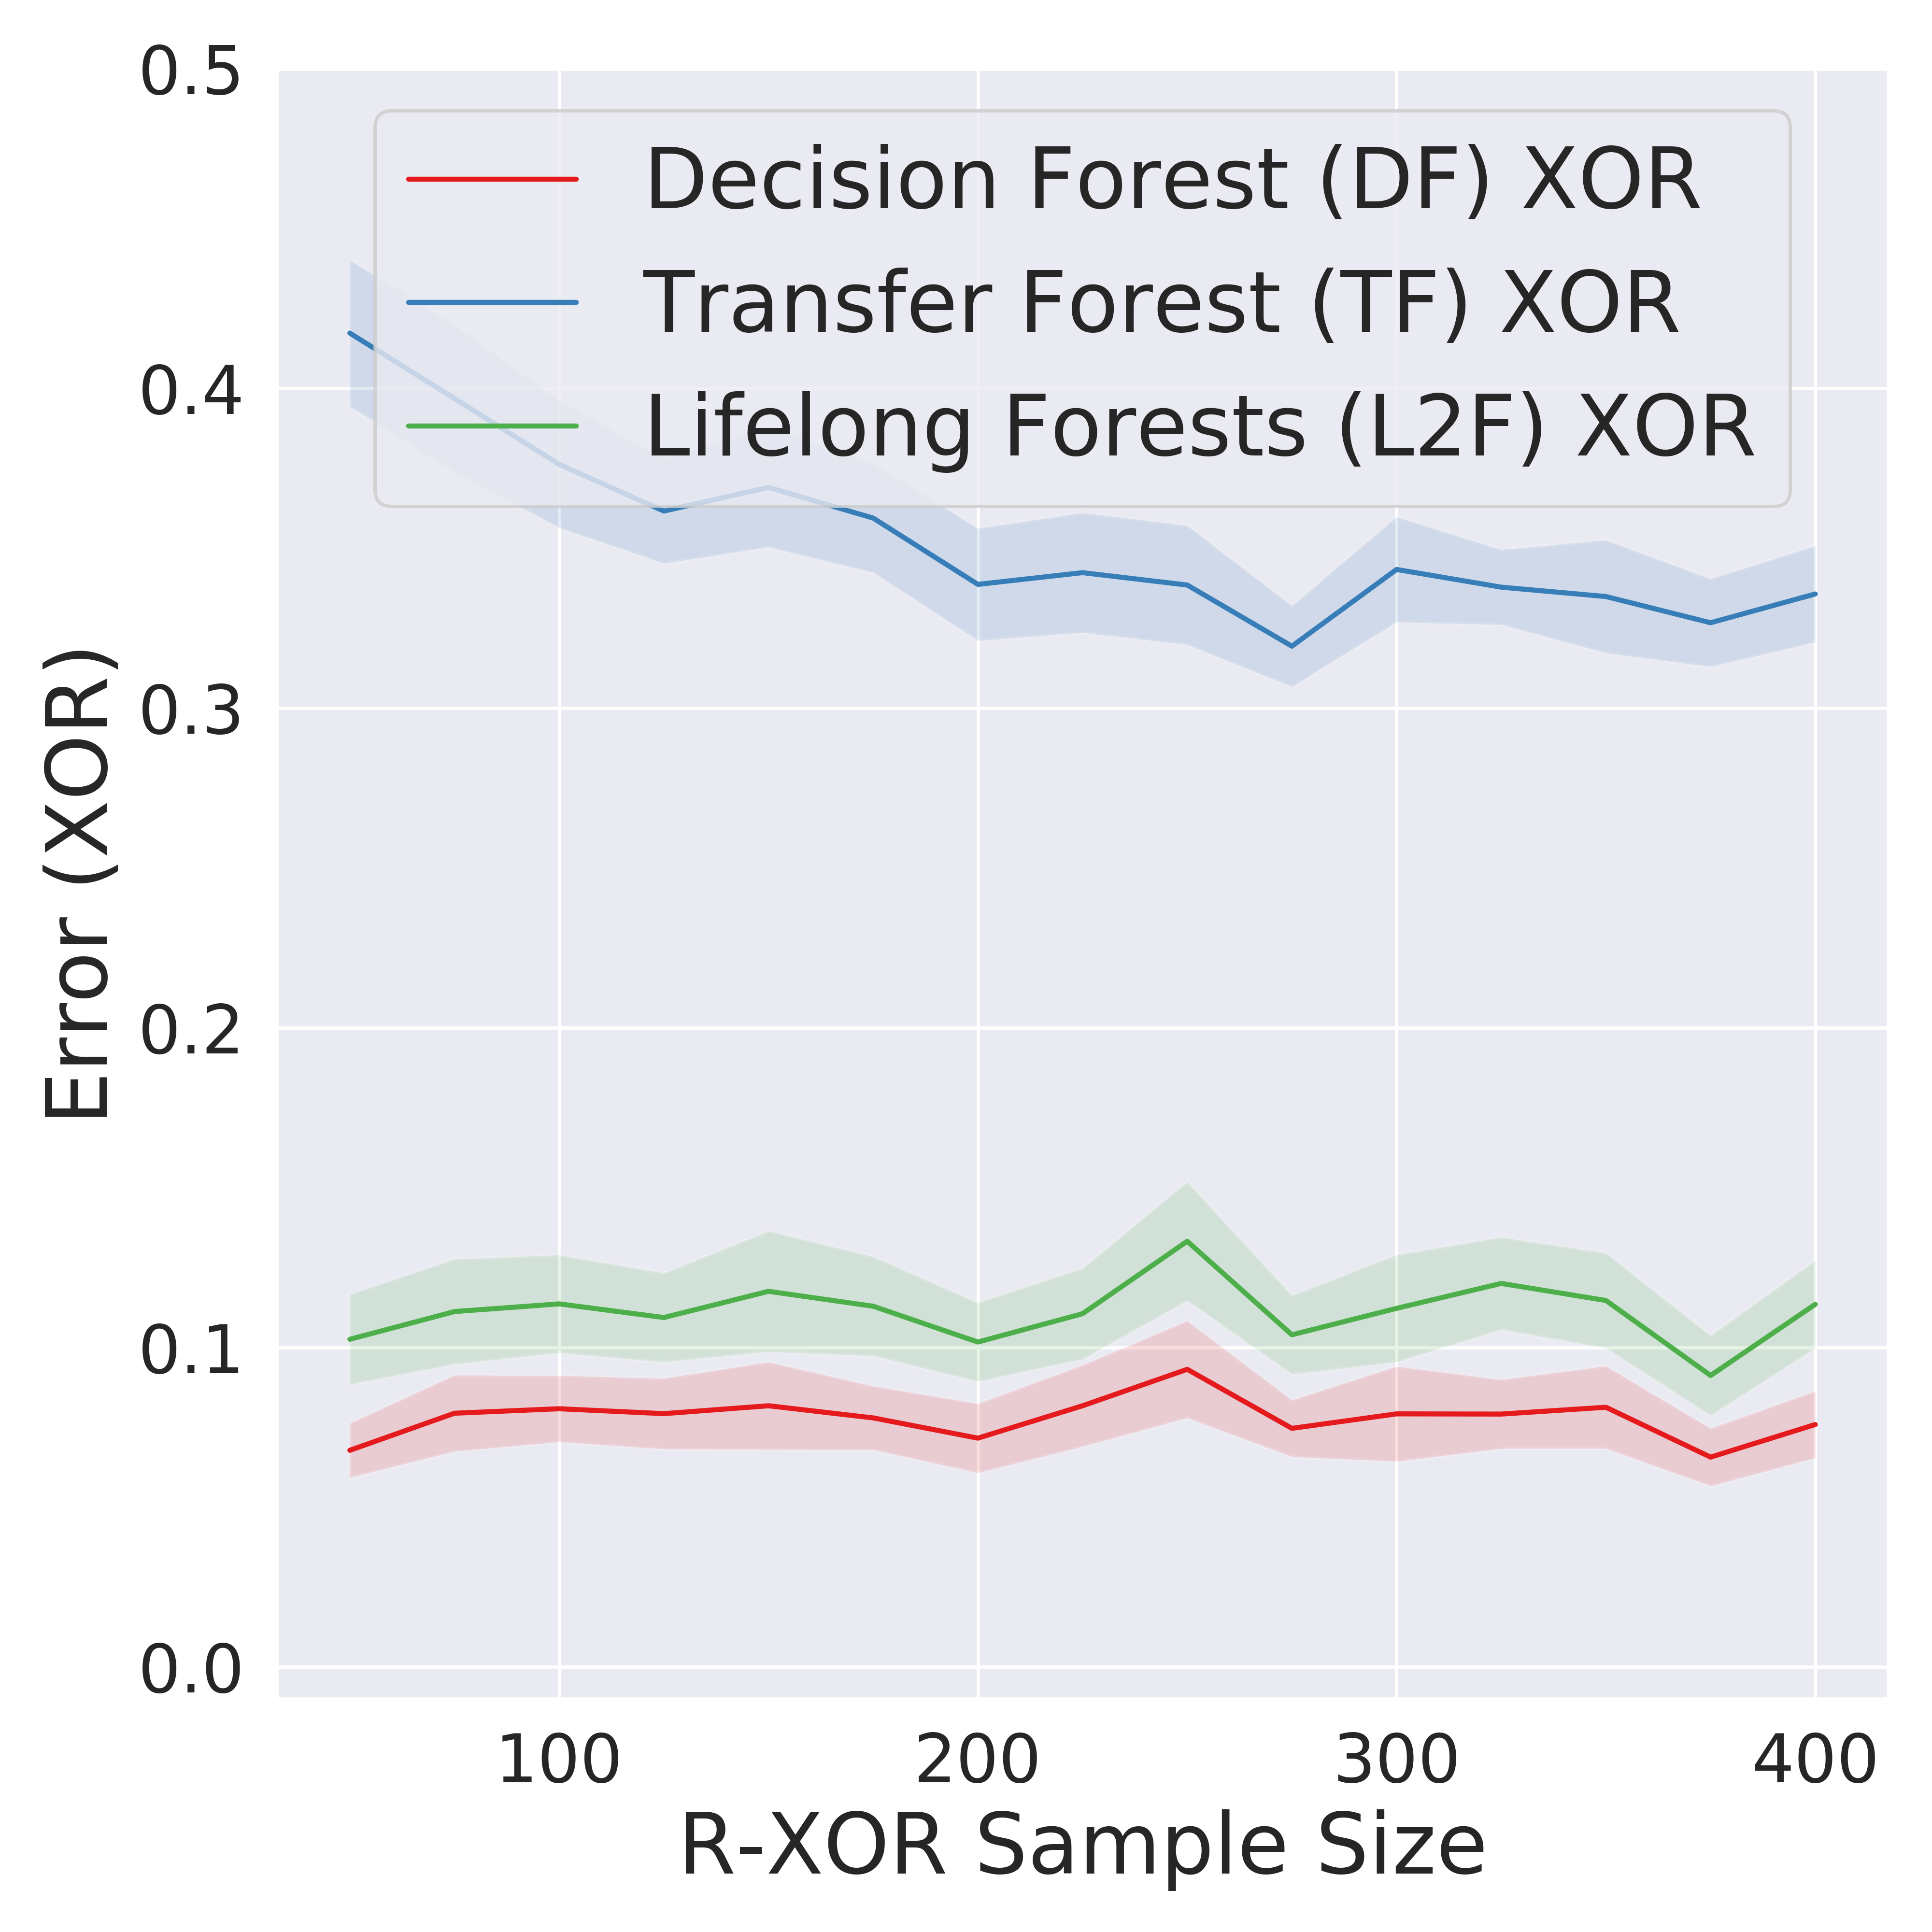 0.5
0.4
0.3
0.2
0.1
0.0
Error (XOR)
Decision Forest (DF) XOR
Transfer Forest (TF) XOR
Lifelong Forests (L2F) XOR
100 200 300 400
R-XOR Sample Size